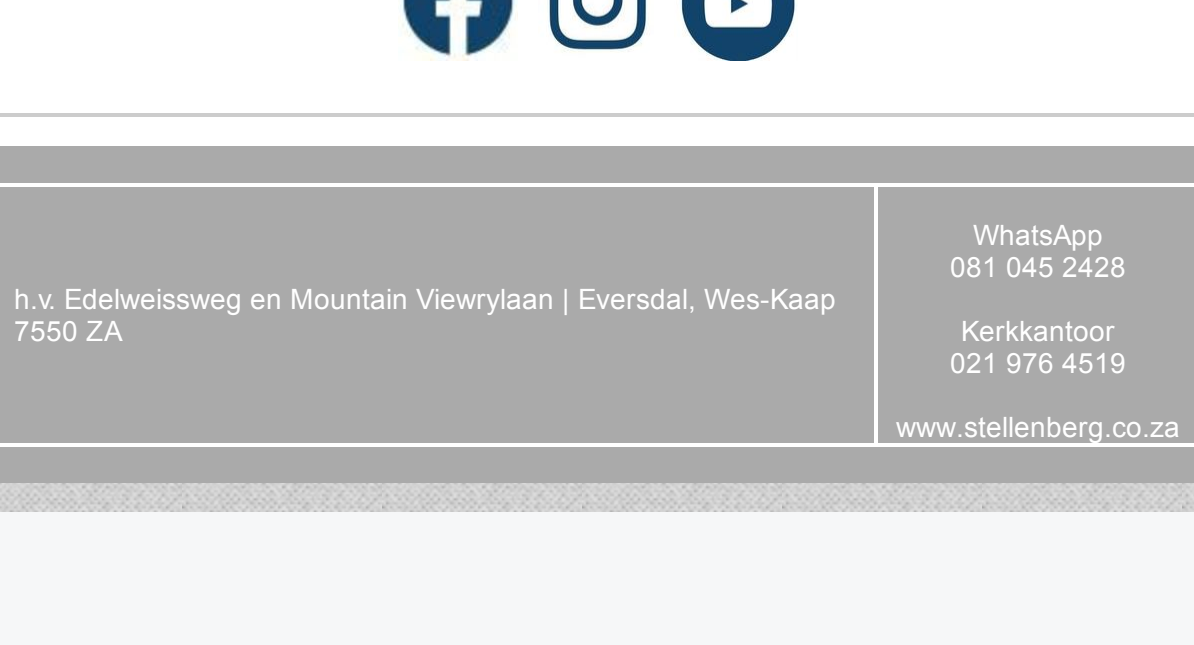 h.v. Edelweissweg en Mountain Viewrylaan | Eversdal, Wes-Kaap
7550 ZA
WhatsApp
081 045 2428
Kerkkantoor
021 976 4519
www.stellenberg.co.za